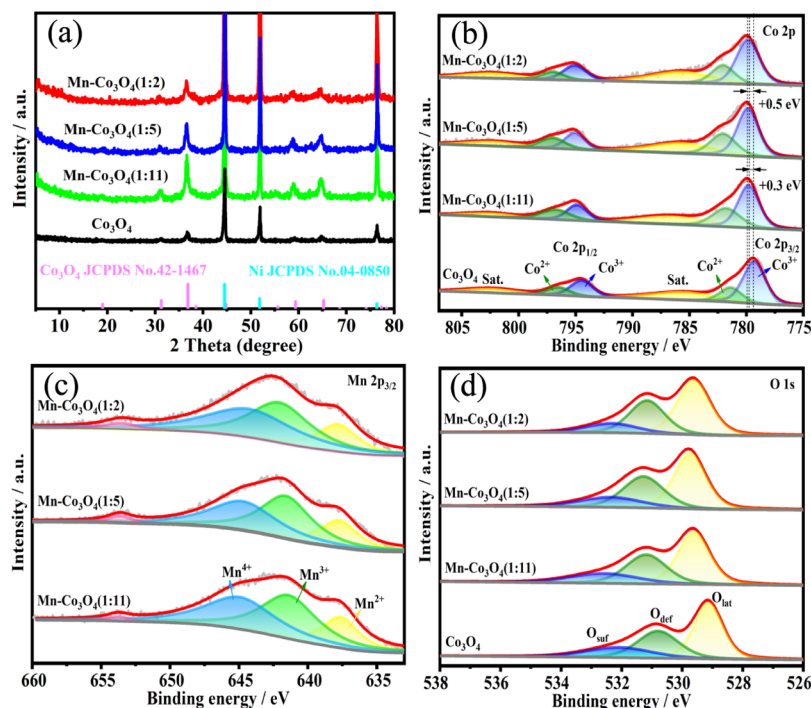 (a)
Mn-Co₃O₄(1:2)
Mn-Co₃O₄(1:5)
Mn-Co₃O₄(1:11)
Co₃O₄
Co₃O₄ JCPDS No.42-1467
Ni JCPDS No.04-0850
10 20 30 40 50 60 70 80
2 Theta (degree)
Intensity / a.u.
(b)
Co 2p
Mn-Co₃O₄(1:2)
+0.5 eV
Mn-Co₃O₄(1:5)
+0.3 eV
Mn-Co₃O₄(1:11)
Co 2p₁/₂
Co 2p₃/₂
Co₃O₄ Sat.
Co²⁺
Co³⁺
Sat.
Co²⁺
Co³⁺
805 800 795 790 785 780 775
Binding energy / eV
Intensity / a.u.
(c)
Mn 2p₃/₂
Mn-Co₃O₄(1:2)
Mn-Co₃O₄(1:5)
Mn-Co₃O₄(1:11)
Mn⁴⁺
Mn³⁺
Mn²⁺
660 655 650 645 640 635
Binding energy / eV
Intensity / a.u.
(d)
O 1s
Mn-Co₃O₄(1:2)
Mn-Co₃O₄(1:5)
Mn-Co₃O₄(1:11)
Co₃O₄
O_suf
O_def
O_lat
538 536 534 532 530 528 526
Binding energy / eV
Intensity / a.u.